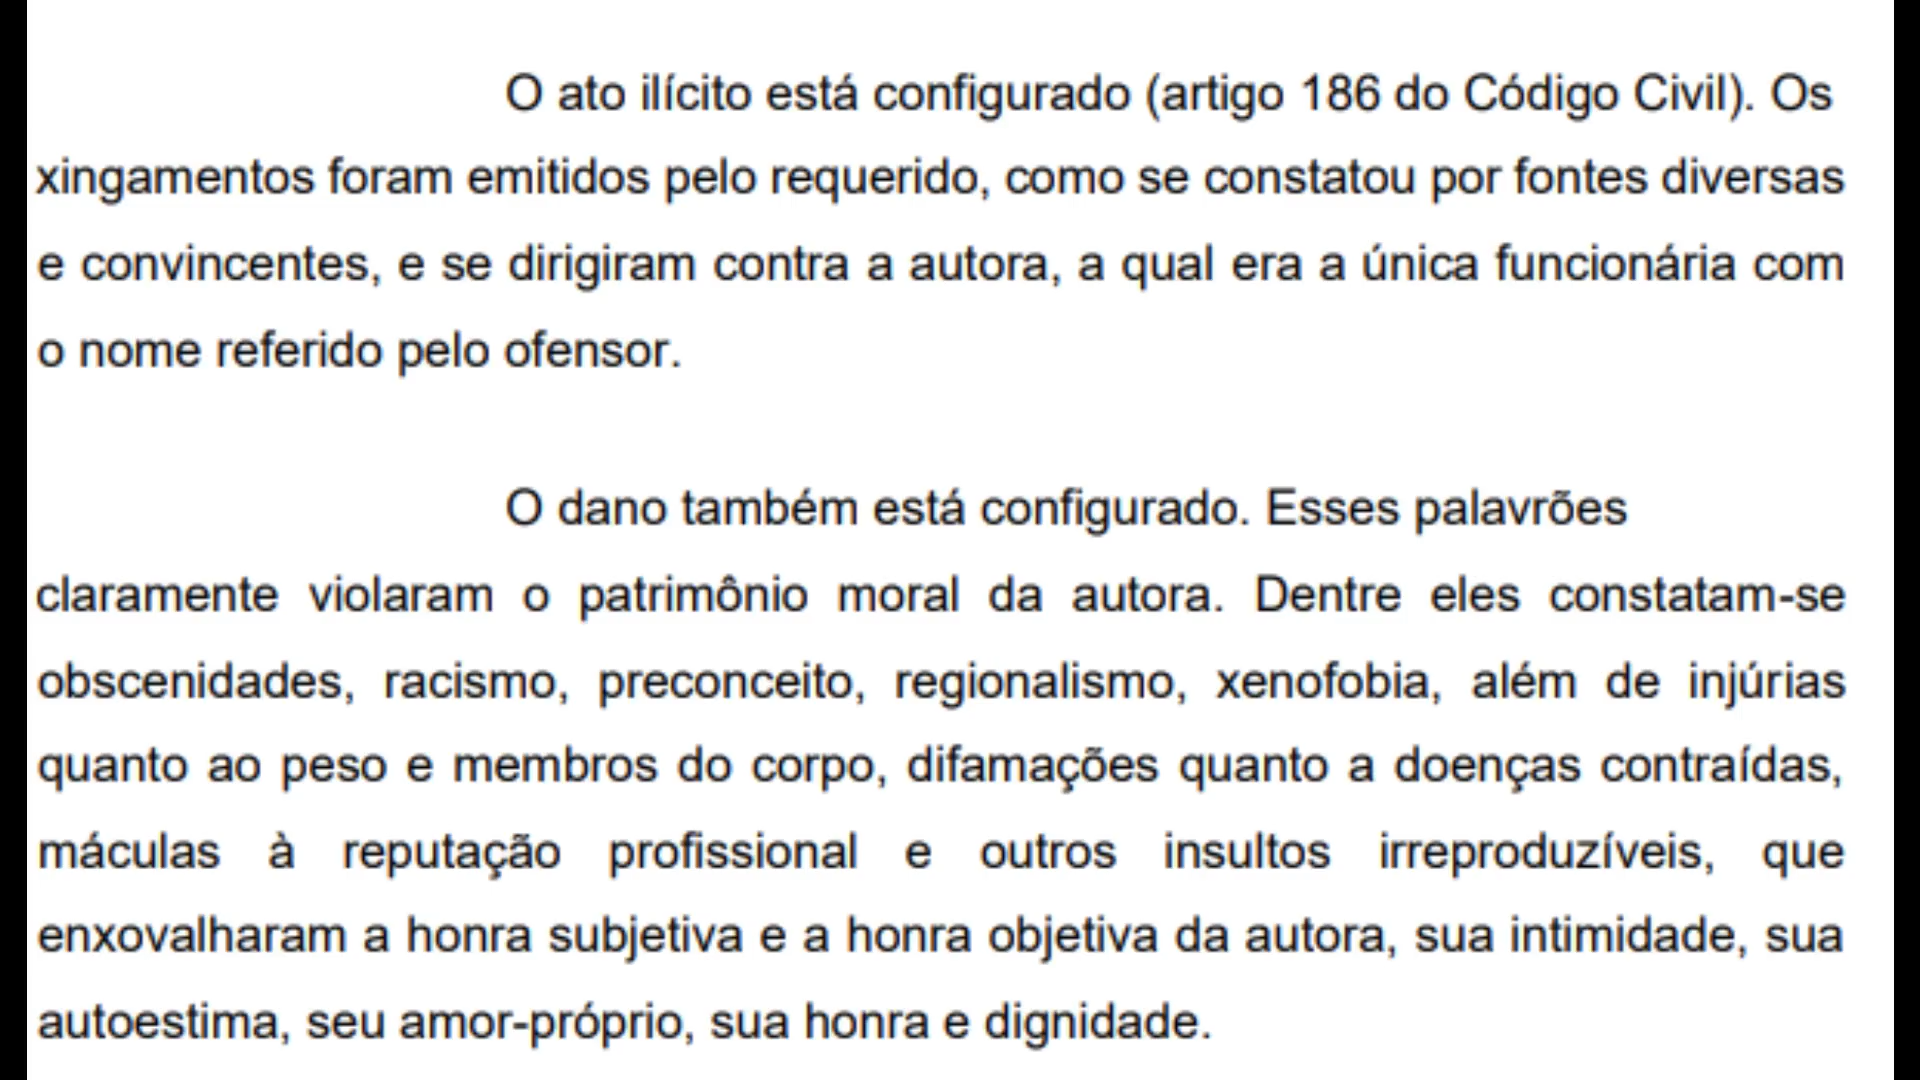 O ato ilícito está configurado (artigo 186 do Código Civil). Os
xingamentos foram emitidos pelo requerido, como se constatou por fontes diversas
e convincentes, e se dirigiram contra a autora, a qual era a única funcionária com
o nome referido pelo ofensor.
O dano também está configurado. Esses palavrões
claramente violaram o patrimônio moral da autora. Dentre eles constatam-se
obscenidades, racismo, preconceito, regionalismo, xenofobia, além de injúrias
quanto ao peso e membros do corpo, difamações quanto a doenças contraídas,
máculas à reputação profissional e outros insultos irreproduzíveis, que
enxovalharam a honra subjetiva e a honra objetiva da autora, sua intimidade, sua
autoestima, seu amor-próprio, sua honra e dignidade.